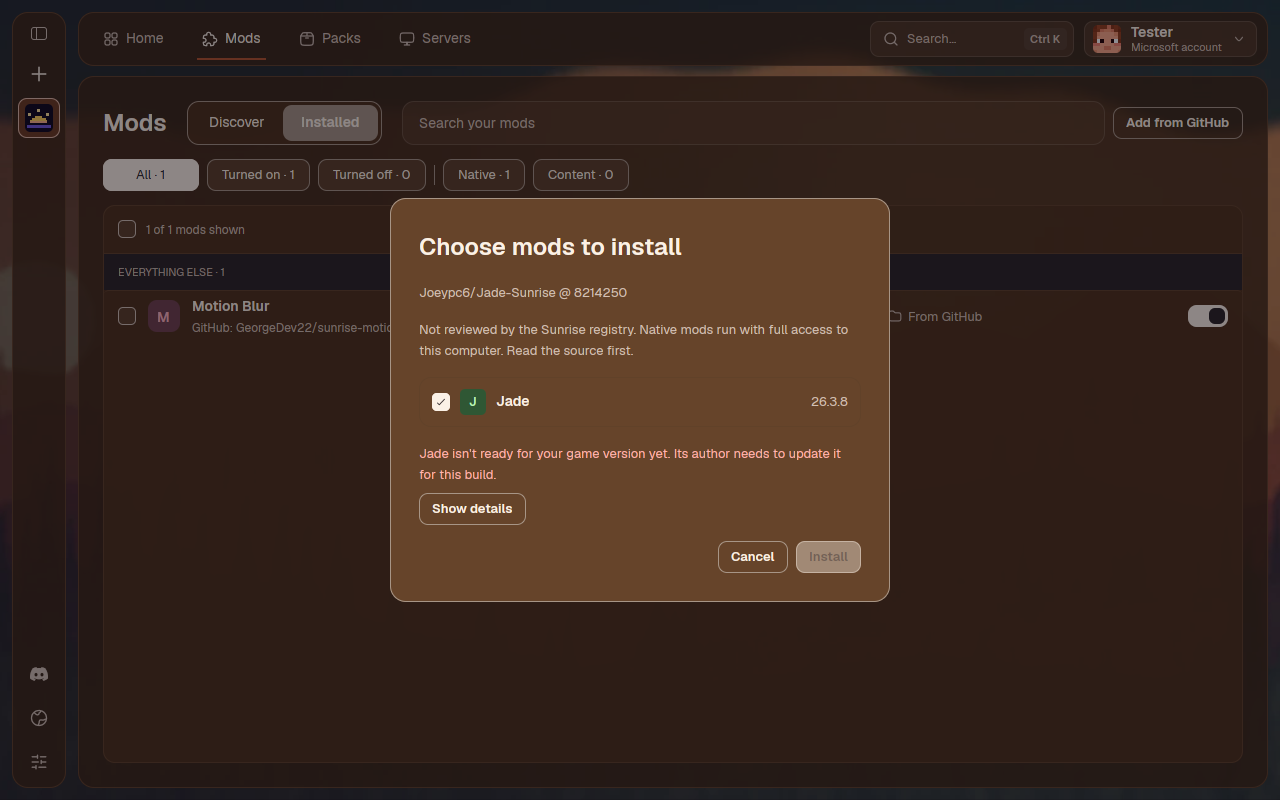 Home
Mods
Packs
Servers
Search...
Ctrl K
Tester
Microsoft account
Mods
Discover
Installed
Search your mods
Add from GitHub
All · 1
Turned on · 1
Turned off · 0
Native · 1
Content · 0
1 of 1 mods shown
EVERYTHING ELSE · 1
M
Motion Blur
GitHub: GeorgeDev22/sunrise-motio
From GitHub
Choose mods to install
Joeypc6/Jade-Sunrise @ 8214250
Not reviewed by the Sunrise registry. Native mods run with full access to
this computer. Read the source first.
J
Jade
26.3.8
Jade isn't ready for your game version yet. Its author needs to update it
for this build.
Show details
Cancel
Install